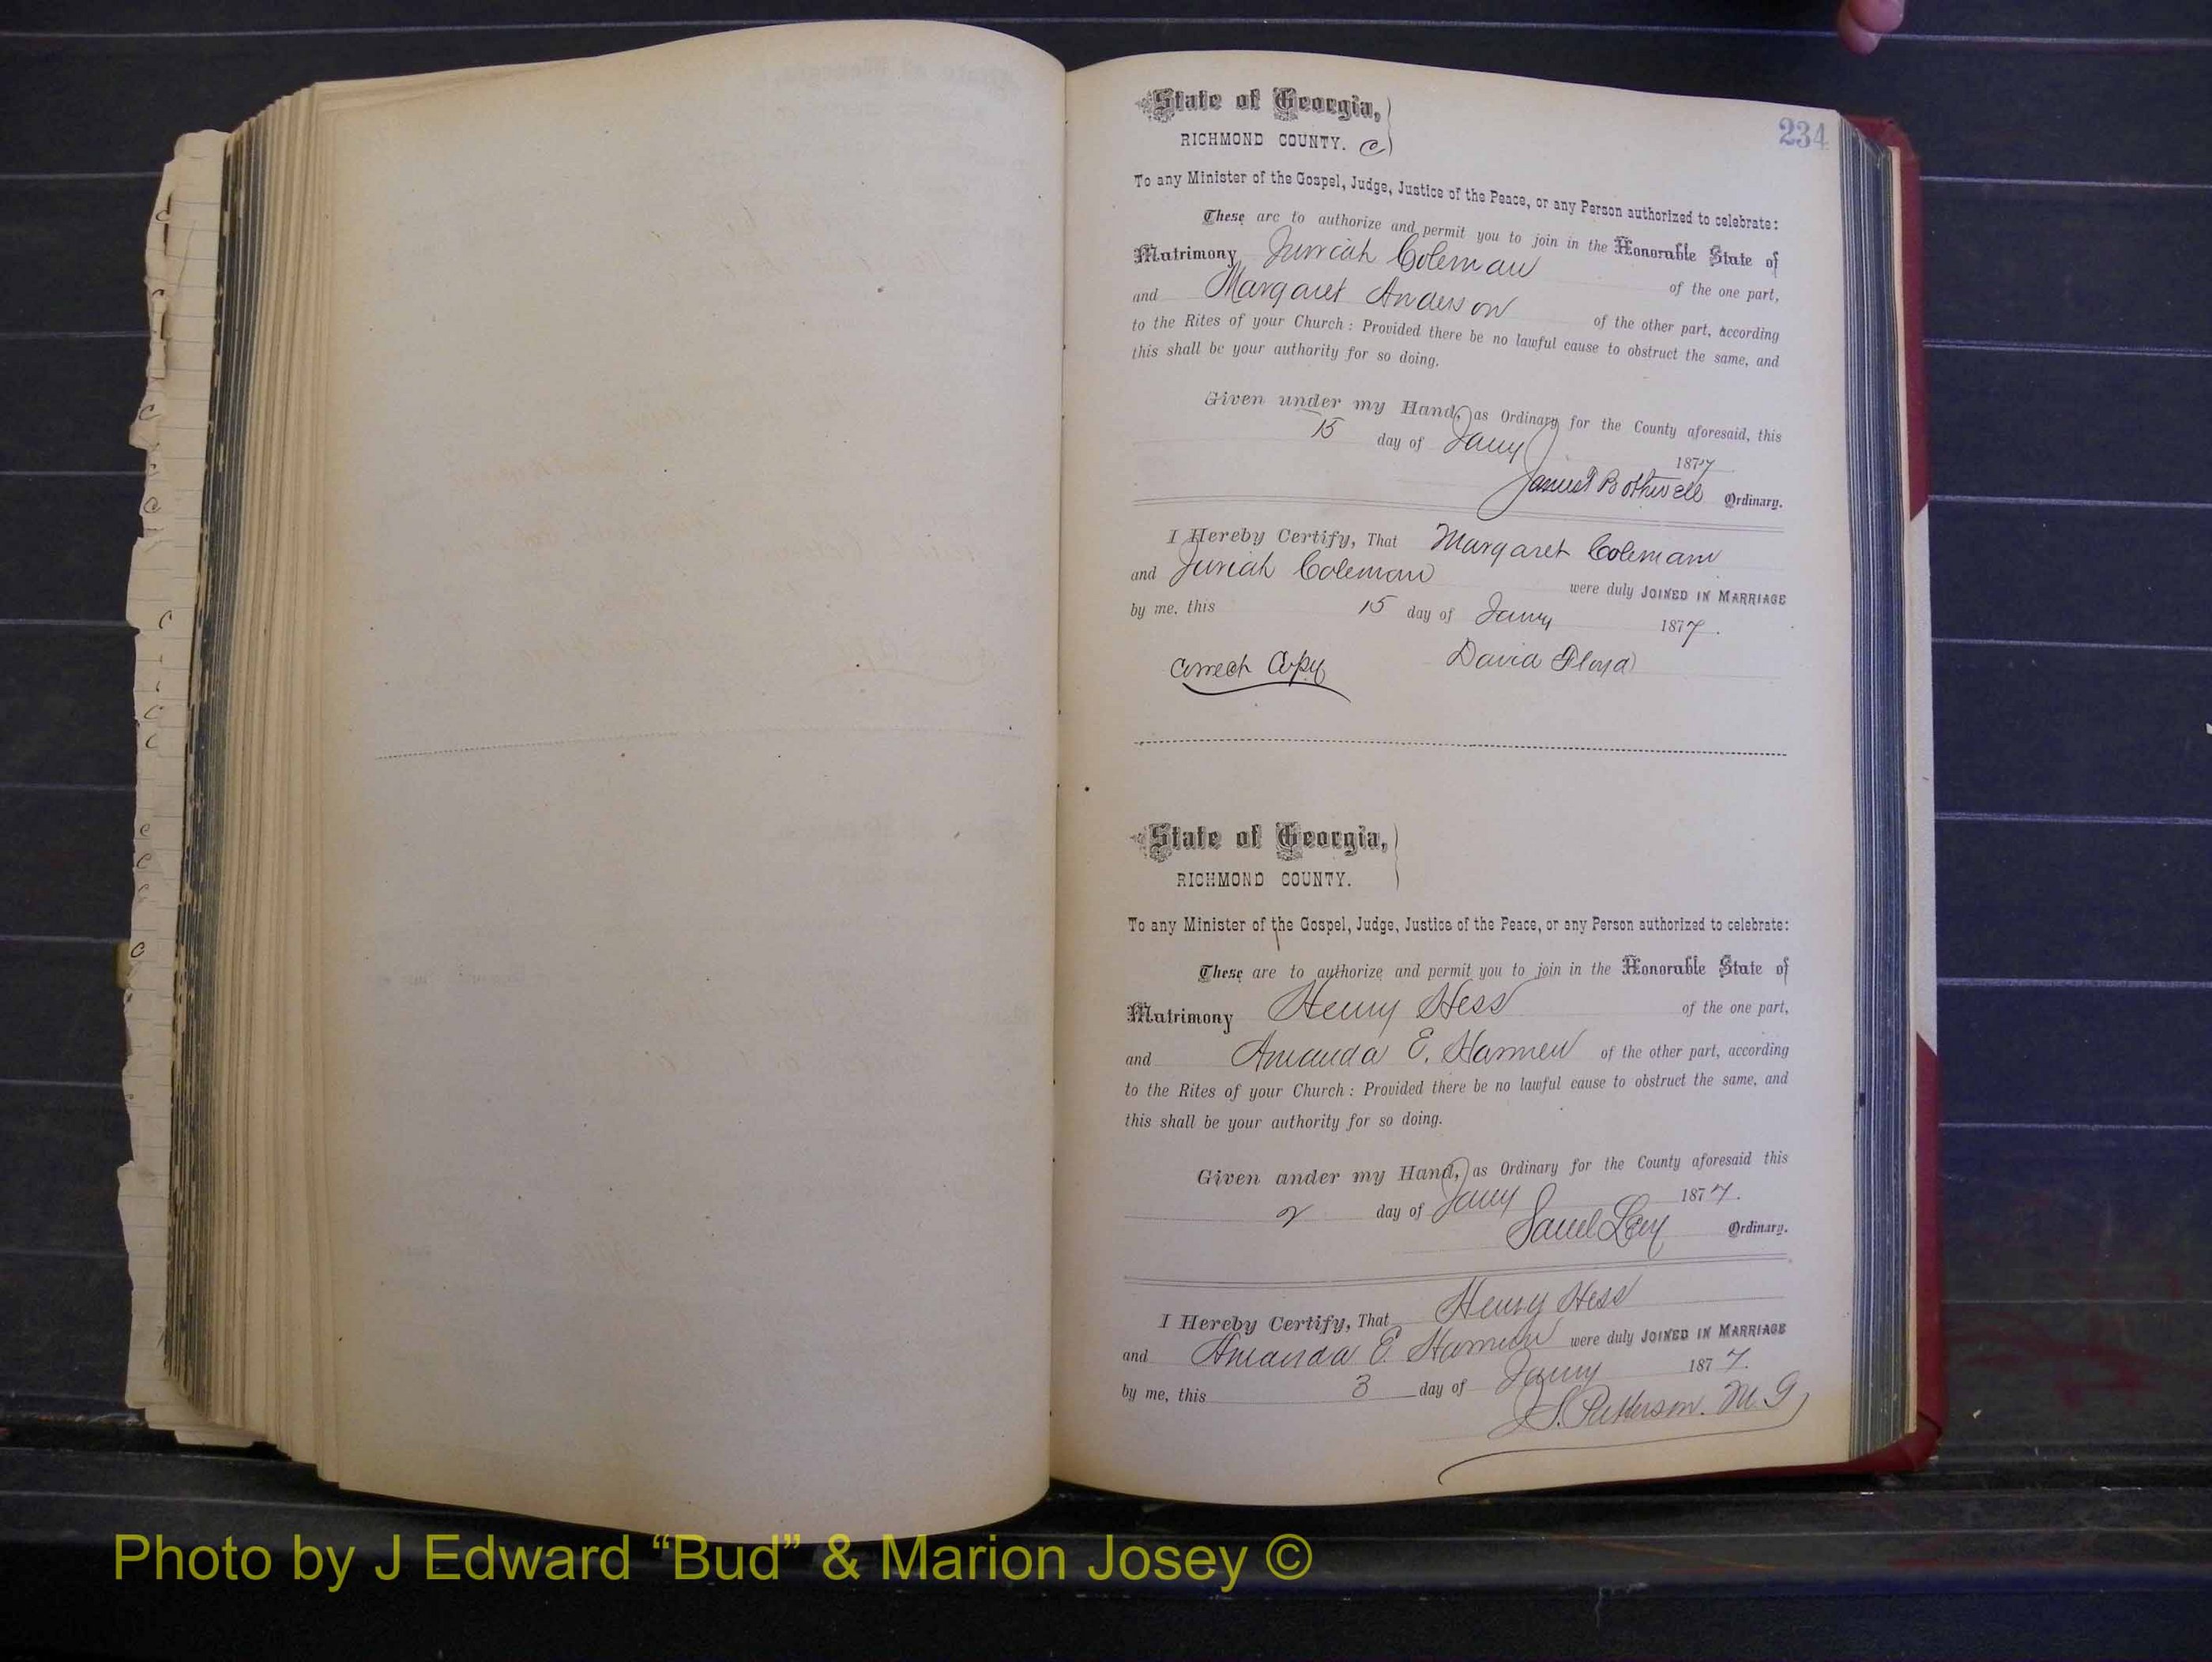 234
State of Georgia,
RICHMOND COUNTY. C
To any Minister of the Gospel, Judge, Justice of the Peace, or any Person authorized to celebrate:
These are to authorize and permit you to join in the Honorable State of
Matrimony Coleman of the one part,
and Margaret Anderson of the other part, according
to the Rites of your Church: Provided there be no lawful cause to obstruct the same, and
this shall be your authority for so doing.
Given under my Hand, as Ordinary for the County aforesaid, this
15 day of Jany 1877
Bothwell Ordinary.
I Hereby Certify, That Margaret Coleman
and Juriah Coleman were duly JOINED IN MARRIAGE
by me, this 15 day of Jany 1877.
Correct Copy David Floyd
State of Georgia,
RICHMOND COUNTY.
To any Minister of the Gospel, Judge, Justice of the Peace, or any Person authorized to celebrate:
These are to authorize and permit you to join in the Honorable State of
Matrimony Henry Hess of the one part,
and Amanda E. of the other part, according
to the Rites of your Church: Provided there be no lawful cause to obstruct the same, and
this shall be your authority for so doing.
Given under my Hand, as Ordinary for the County aforesaid this
2 day of Jany 1877.
Samuel Levy Ordinary.
I Hereby Certify, That Henry Hess
and Amanda E. were duly JOINED IN MARRIAGE
by me, this 3 day of Jany 1877.
J. S. Patterson. M. G
Photo by J Edward “Bud” & Marion Josey ©